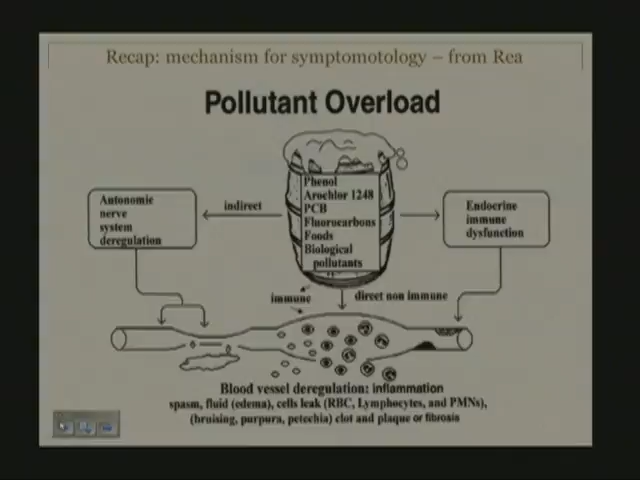 Recap: mechanism for symptomotology – from Rea
Pollutant Overload
Phenol
Arochlor 1248
PCB
Fluorocarbons
Foods
Biological
pollutants
Autonomic
nerve
system
deregulation
indirect
Endocrine
immune
dysfunction
immune
direct non immune
Blood vessel deregulation: inflammation
spasm, fluid (edema), cells leak (RBC, Lymphocytes, and PMNs),
(bruising, purpura, petechia) clot and plaque or fibrosis